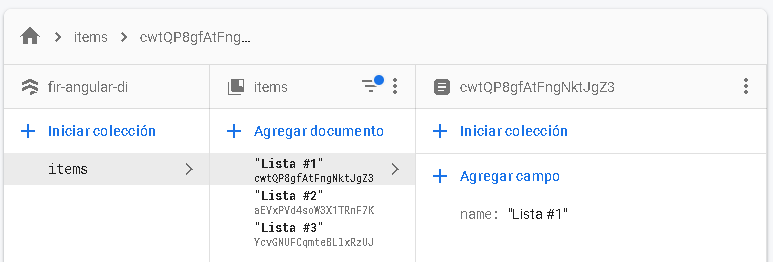 items cwtQP8gfAtFng…
fir-angular-di
Iniciar colección
items
items
Agregar documento
"Lista #1"
cwtQP8gfAtFngNktJgZ3
"Lista #2"
aEVxPVd4soW3X1TRnF7K
"Lista #3"
YcvGNUFCqmteBLlxRzUJ
cwtQP8gfAtFngNktJgZ3
Iniciar colección
Agregar campo
name: "Lista #1"